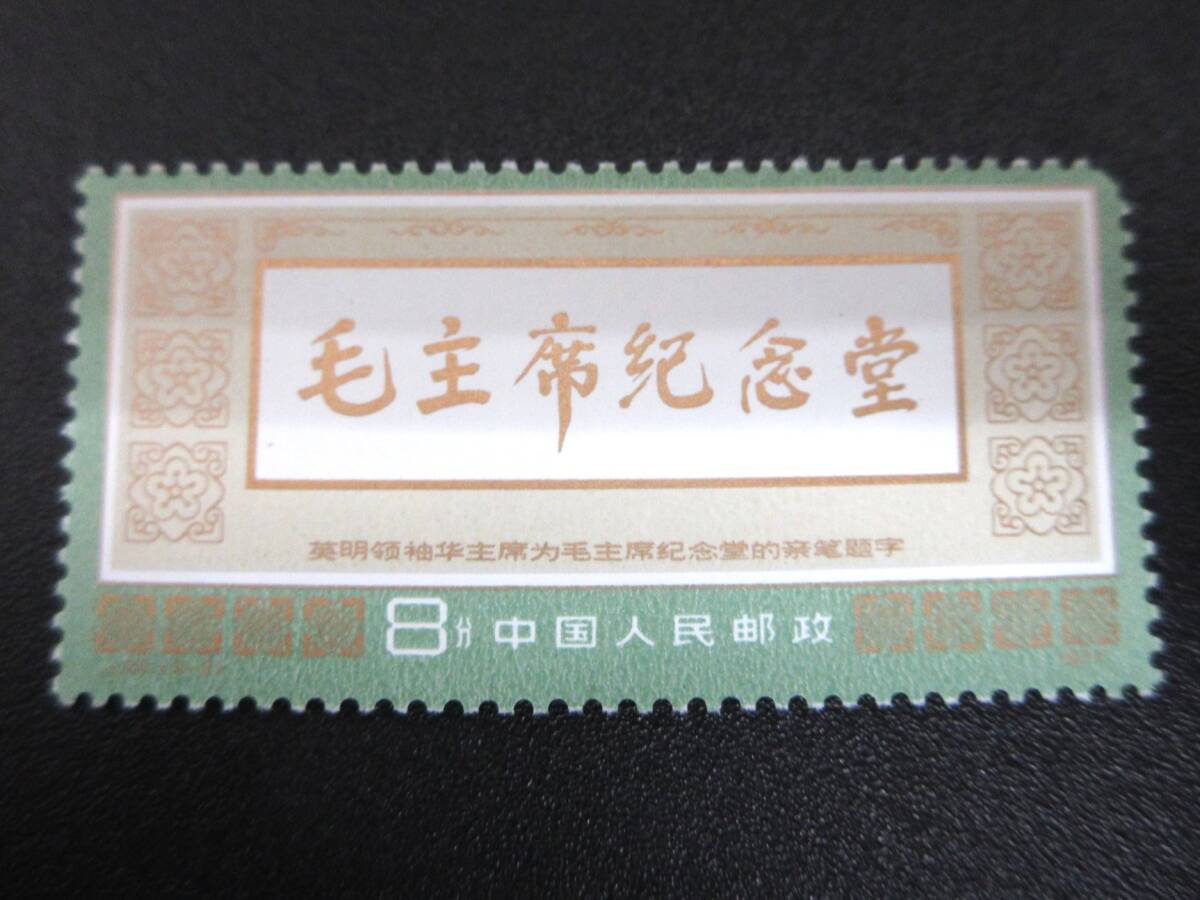 毛主席纪念堂
英明领袖华主席为毛主席纪念堂的亲笔题字
8分 中国人民邮政